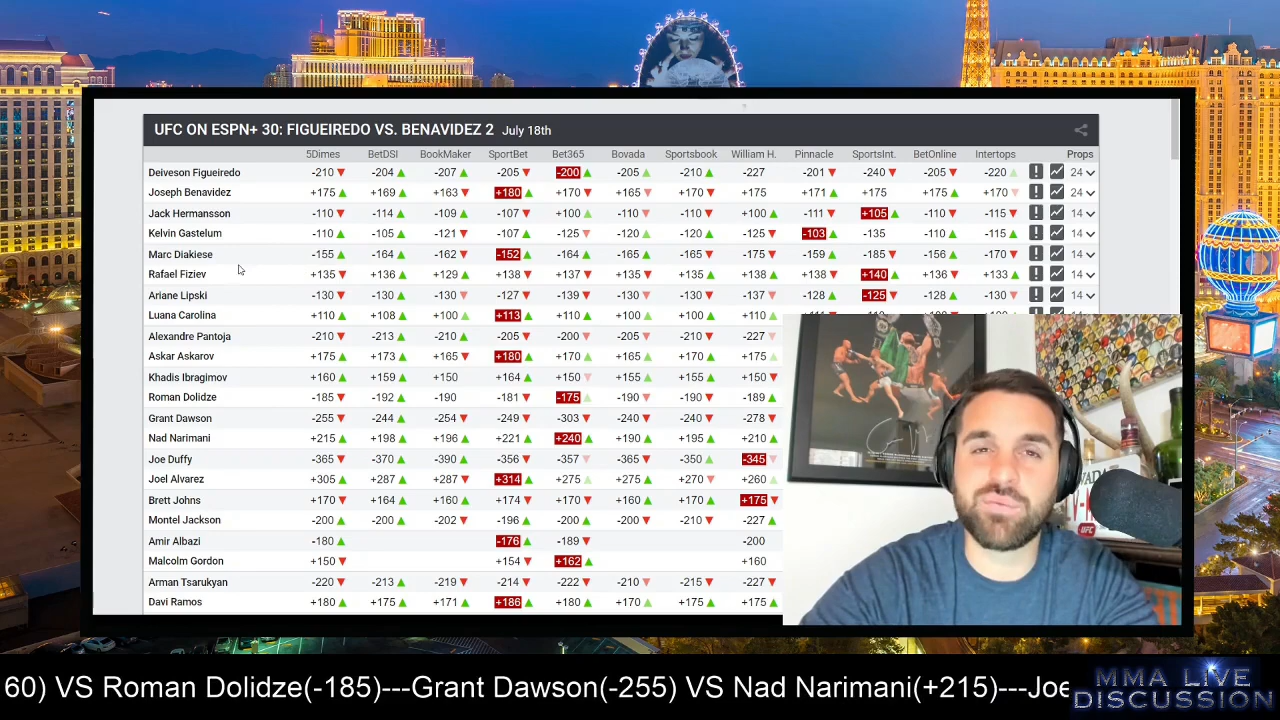 UFC ON ESPN+ 30: FIGUEIREDO VS. BENAVIDEZ 2 July 18th
5Dimes BetDSI BookMaker SportBet Bet365 Bovada Sportsbook William H. Pinnacle SportsInt. BetOnline Intertops Props
Deiveson Figueiredo -210 -204 -207 -205 -200 -205 -210 -227 -201 -240 -205 -220 24
Joseph Benavidez +175 +169 +163 +180 +170 +165 +170 +175 +171 +175 +175 +170 24
Jack Hermansson -110 -114 -109 -107 +100 -110 -110 +100 -111 +105 -110 -115 14
Kelvin Gastelum -110 -105 -121 -107 -125 -120 -120 -125 -103 -135 -110 -115 14
Marc Diakiese -155 -164 -162 -152 -164 -165 -165 -175 -159 -185 -156 -170 14
Rafael Fiziev +135 +136 +129 +138 +137 +135 +135 +138 +138 +140 +136 +133 14
Ariane Lipski -130 -130 -130 -127 -139 -130 -130 -137 -128 -125 -128 -130 14
Luana Carolina +110 +108 +100 +113 +110 +100 +100 +110
Alexandre Pantoja -210 -213 -210 -205 -200 -205 -210 -227
Askar Askarov +175 +173 +165 +180 +170 +165 +170 +175
Khadis Ibragimov +160 +159 +150 +164 +150 +155 +155 +150
Roman Dolidze -185 -192 -190 -181 -175 -190 -190 -189
Grant Dawson -255 -244 -254 -249 -303 -240 -240 -278
Nad Narimani +215 +198 +196 +221 +240 +190 +195 +210
Joe Duffy -365 -370 -390 -356 -357 -365 -350 -345
Joel Alvarez +305 +287 +287 +314 +275 +275 +270 +260
Brett Johns +170 +164 +160 +174 +170 +160 +170 +175
Montel Jackson -200 -200 -202 -196 -200 -200 -210 -227
Amir Albazi -180 -176 -189 -200
Malcolm Gordon +150 +154 +162 +160
Arman Tsarukyan -220 -213 -219 -214 -222 -210 -215 -227
Davi Ramos +180 +175 +171 +186 +180 +170 +175 +175
UFC
60) VS Roman Dolidze(-185)---Grant Dawson(-255) VS Nad Narimani(+215)---Joe
MMA LIVE
DISCUSSION